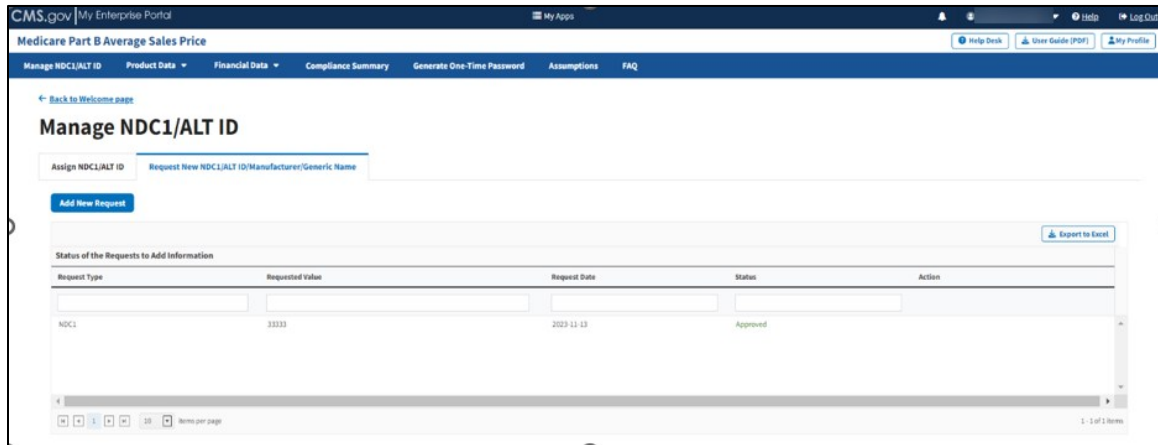 CMS.gov My Enterprise Portal My Apps Help Log Out
Medicare Part B Average Sales Price Help Desk User Guide (PDF) My Profile
Manage NDC1/ALT ID Product Data Financial Data Compliance Summary Generate One-Time Password Assumptions FAQ
Back to Welcome page
Manage NDC1/ALT ID
Assign NDC1/ALT ID Request New NDC1/ALT ID/Manufacturer/Generic Name
Add New Request
Export to Excel
Status of the Requests to Add Information
Request Type Requested Value Request Date Status Action
NDC1 33333 2023-11-13 Approved
1 10 items per page 1 - 1 of 1 items